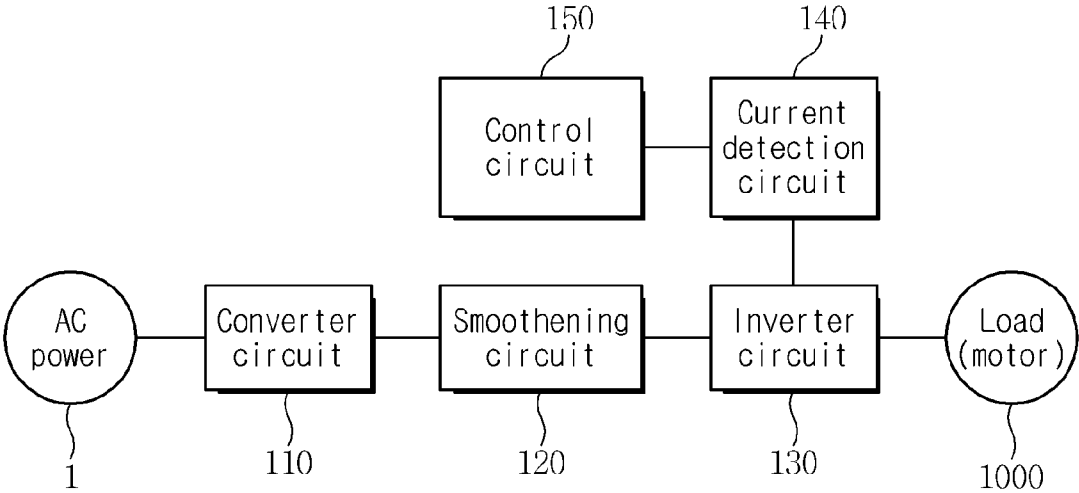 150
140
Control
circuit
Current
detection
circuit
AC
power
Converter
circuit
Smoothening
circuit
Inverter
circuit
Load
(motor)
1
110
120
130
1000